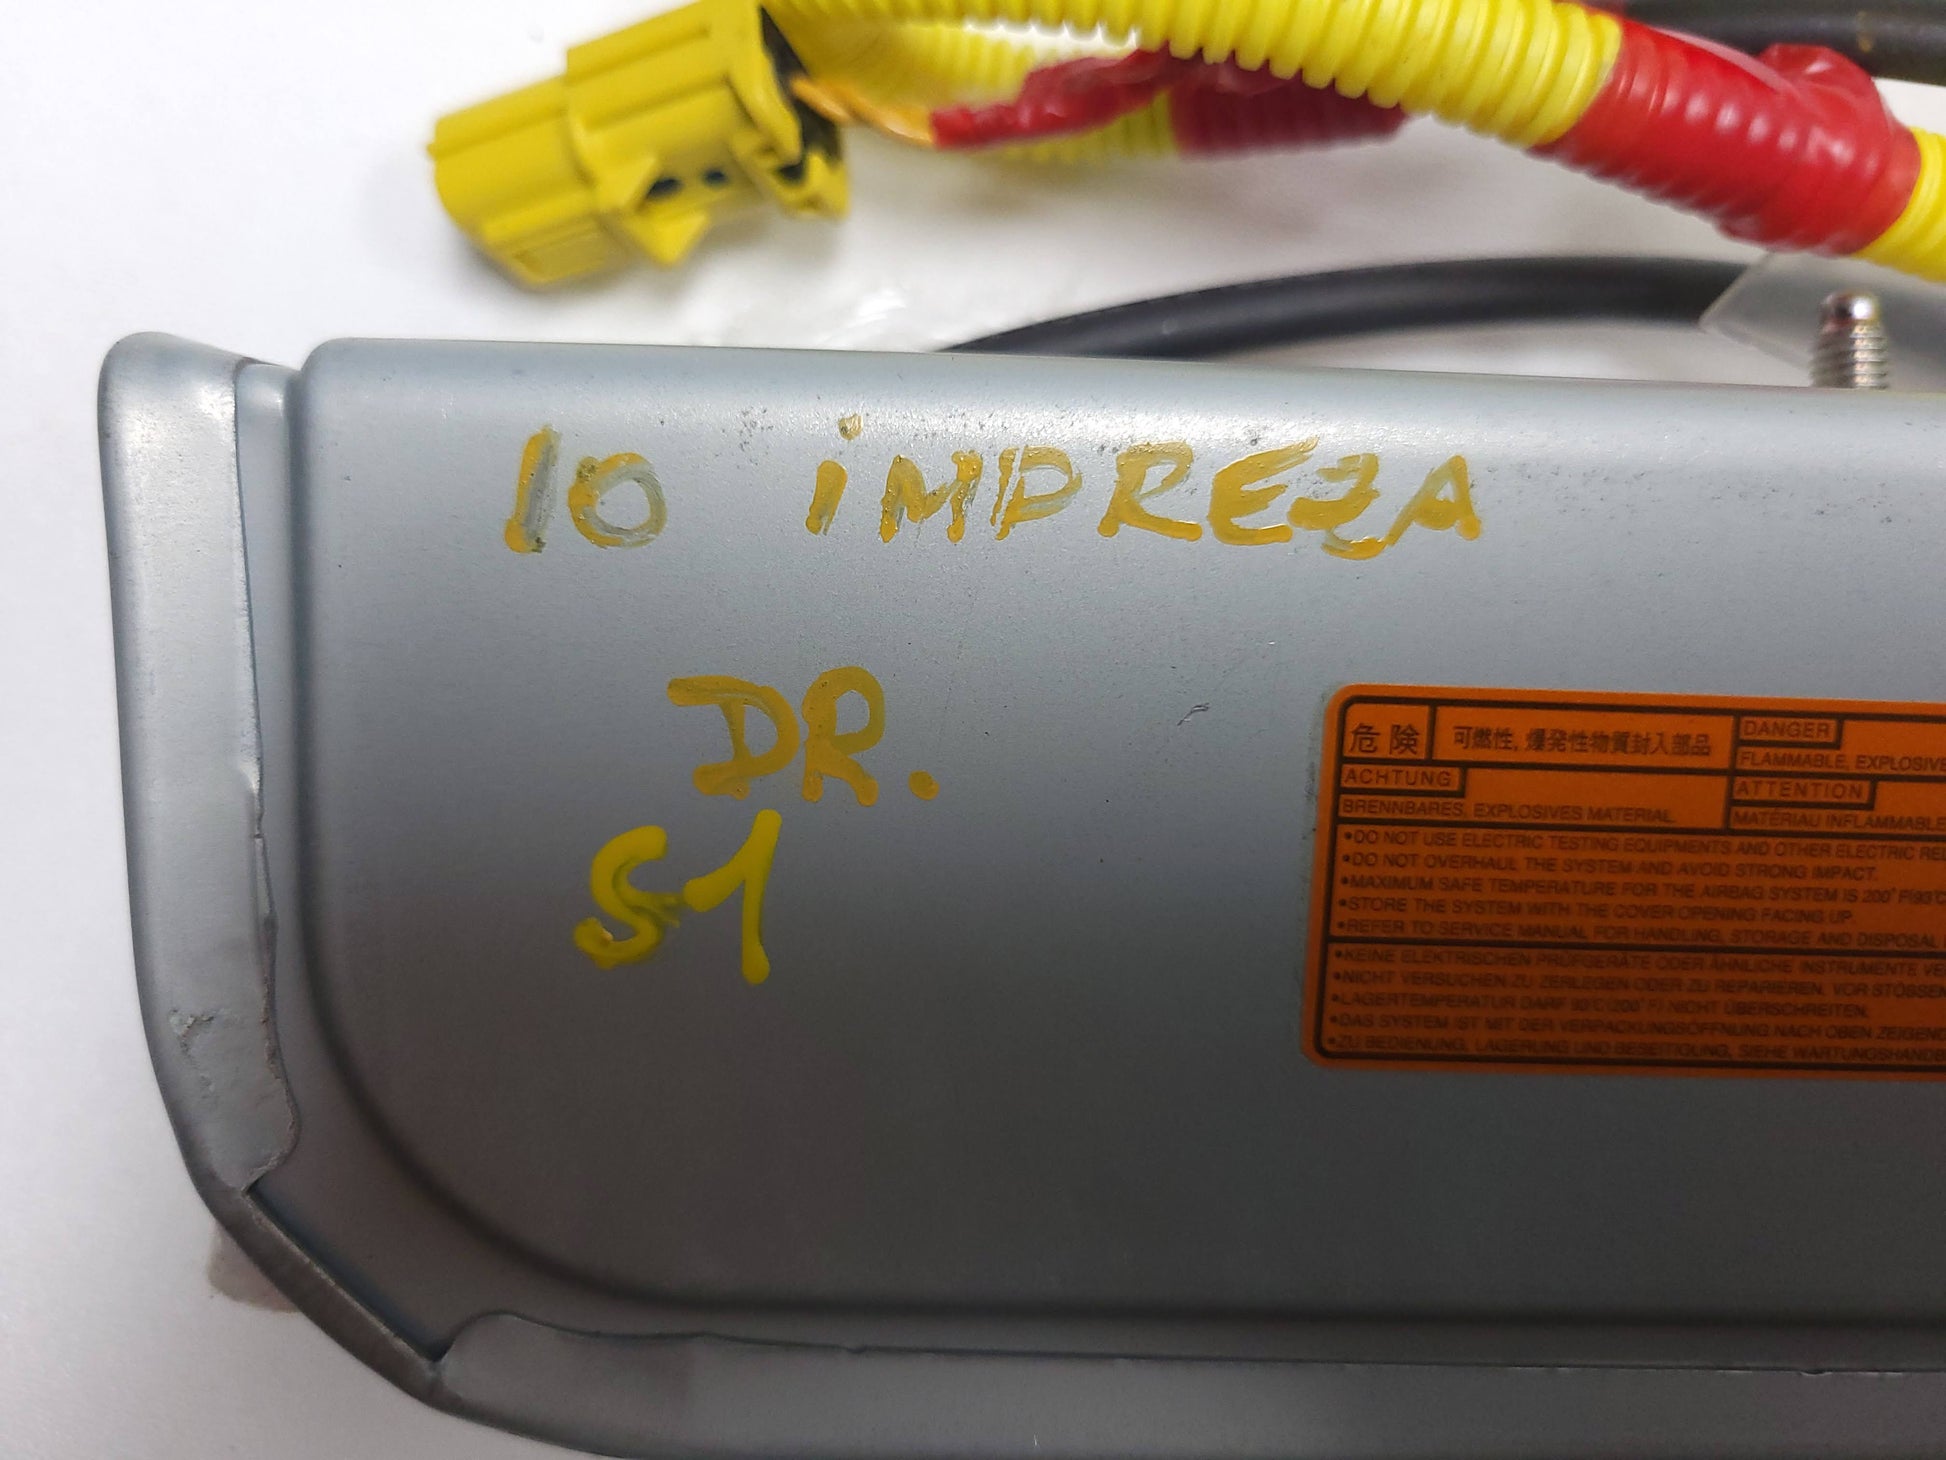 10 iMPREZA
DR.
S1
危険
可燃性, 爆発性物質封入部品
DANGER
FLAMMABLE, EXPLOSIVE
ACHTUNG
BRENNBARES, EXPLOSIVES MATERIAL.
ATTENTION
MATÉRIAU INFLAMMABLE
•DO NOT USE ELECTRIC TESTING EQUIPMENTS AND OTHER ELECTRIC
•DO NOT OVERHAUL THE SYSTEM AND AVOID STRONG IMPACT.
•MAXIMUM SAFE TEMPERATURE FOR THE AIRBAG SYSTEM IS 200°F(93°C
•STORE THE SYSTEM WITH THE COVER OPENING FACING UP.
•REFER TO SERVICE MANUAL FOR HANDLING, STORAGE AND DISPOSAL
•KEINE ELEKTRISCHEN PRÜFGERÄTE ODER ÄHNLICHE INSTRUMENTE
•NICHT VERSUCHEN ZU ZERLEGEN ODER ZU REPARIEREN. VOR STÖSSEN
•LAGERTEMPERATUR DARF 93°C(200°F) NICHT ÜBERSCHREITEN.
•DAS SYSTEM IST MIT DER VERPACKUNGSÖFFNUNG NACH OBEN ZEIGEND
•ZU BEDIENUNG, LAGERUNG UND BESEITIGUNG, SIEHE WARTUNGSHANDB